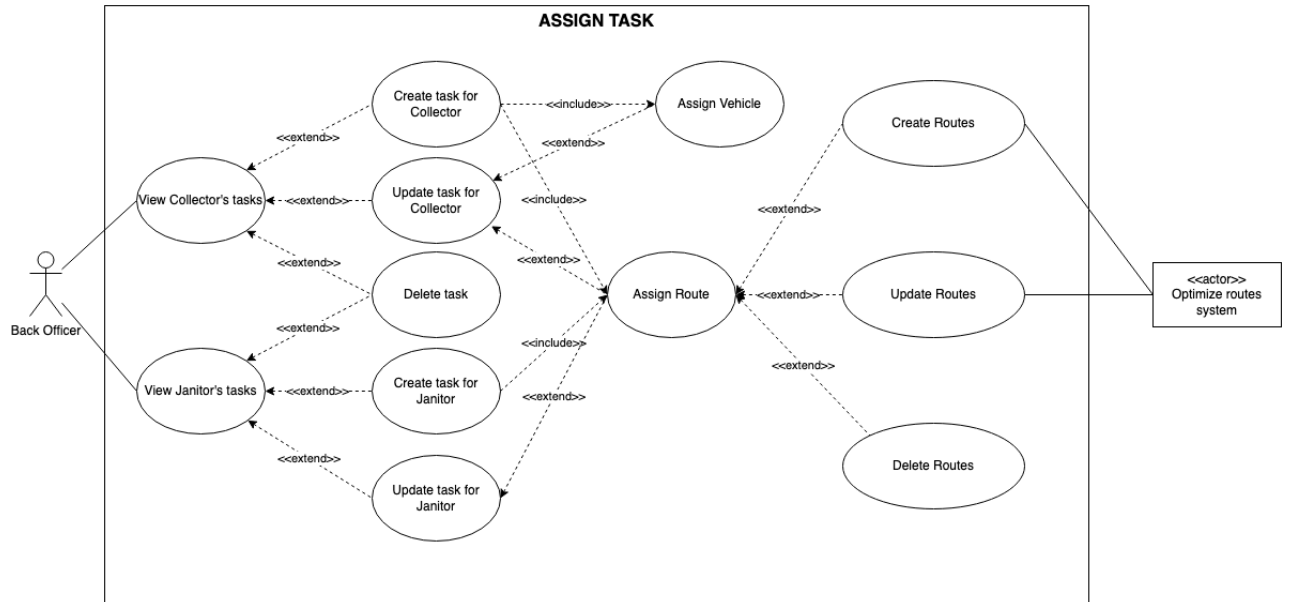 ASSIGN TASK
Create task for
Collector
<<include>>
Assign Vehicle
Create Routes
<<extend>>
<<extend>>
View Collector's tasks
<<extend>>
Update task for
Collector
<<include>>
<<extend>>
<<extend>>
<<extend>>
Back Officer
Delete task
Assign Route
<<extend>>
Update Routes
<<actor>>
Optimize routes
system
<<extend>>
<<include>>
View Janitor's tasks
<<extend>>
Create task for
Janitor
<<extend>>
<<extend>>
<<extend>>
Update task for
Janitor
Delete Routes